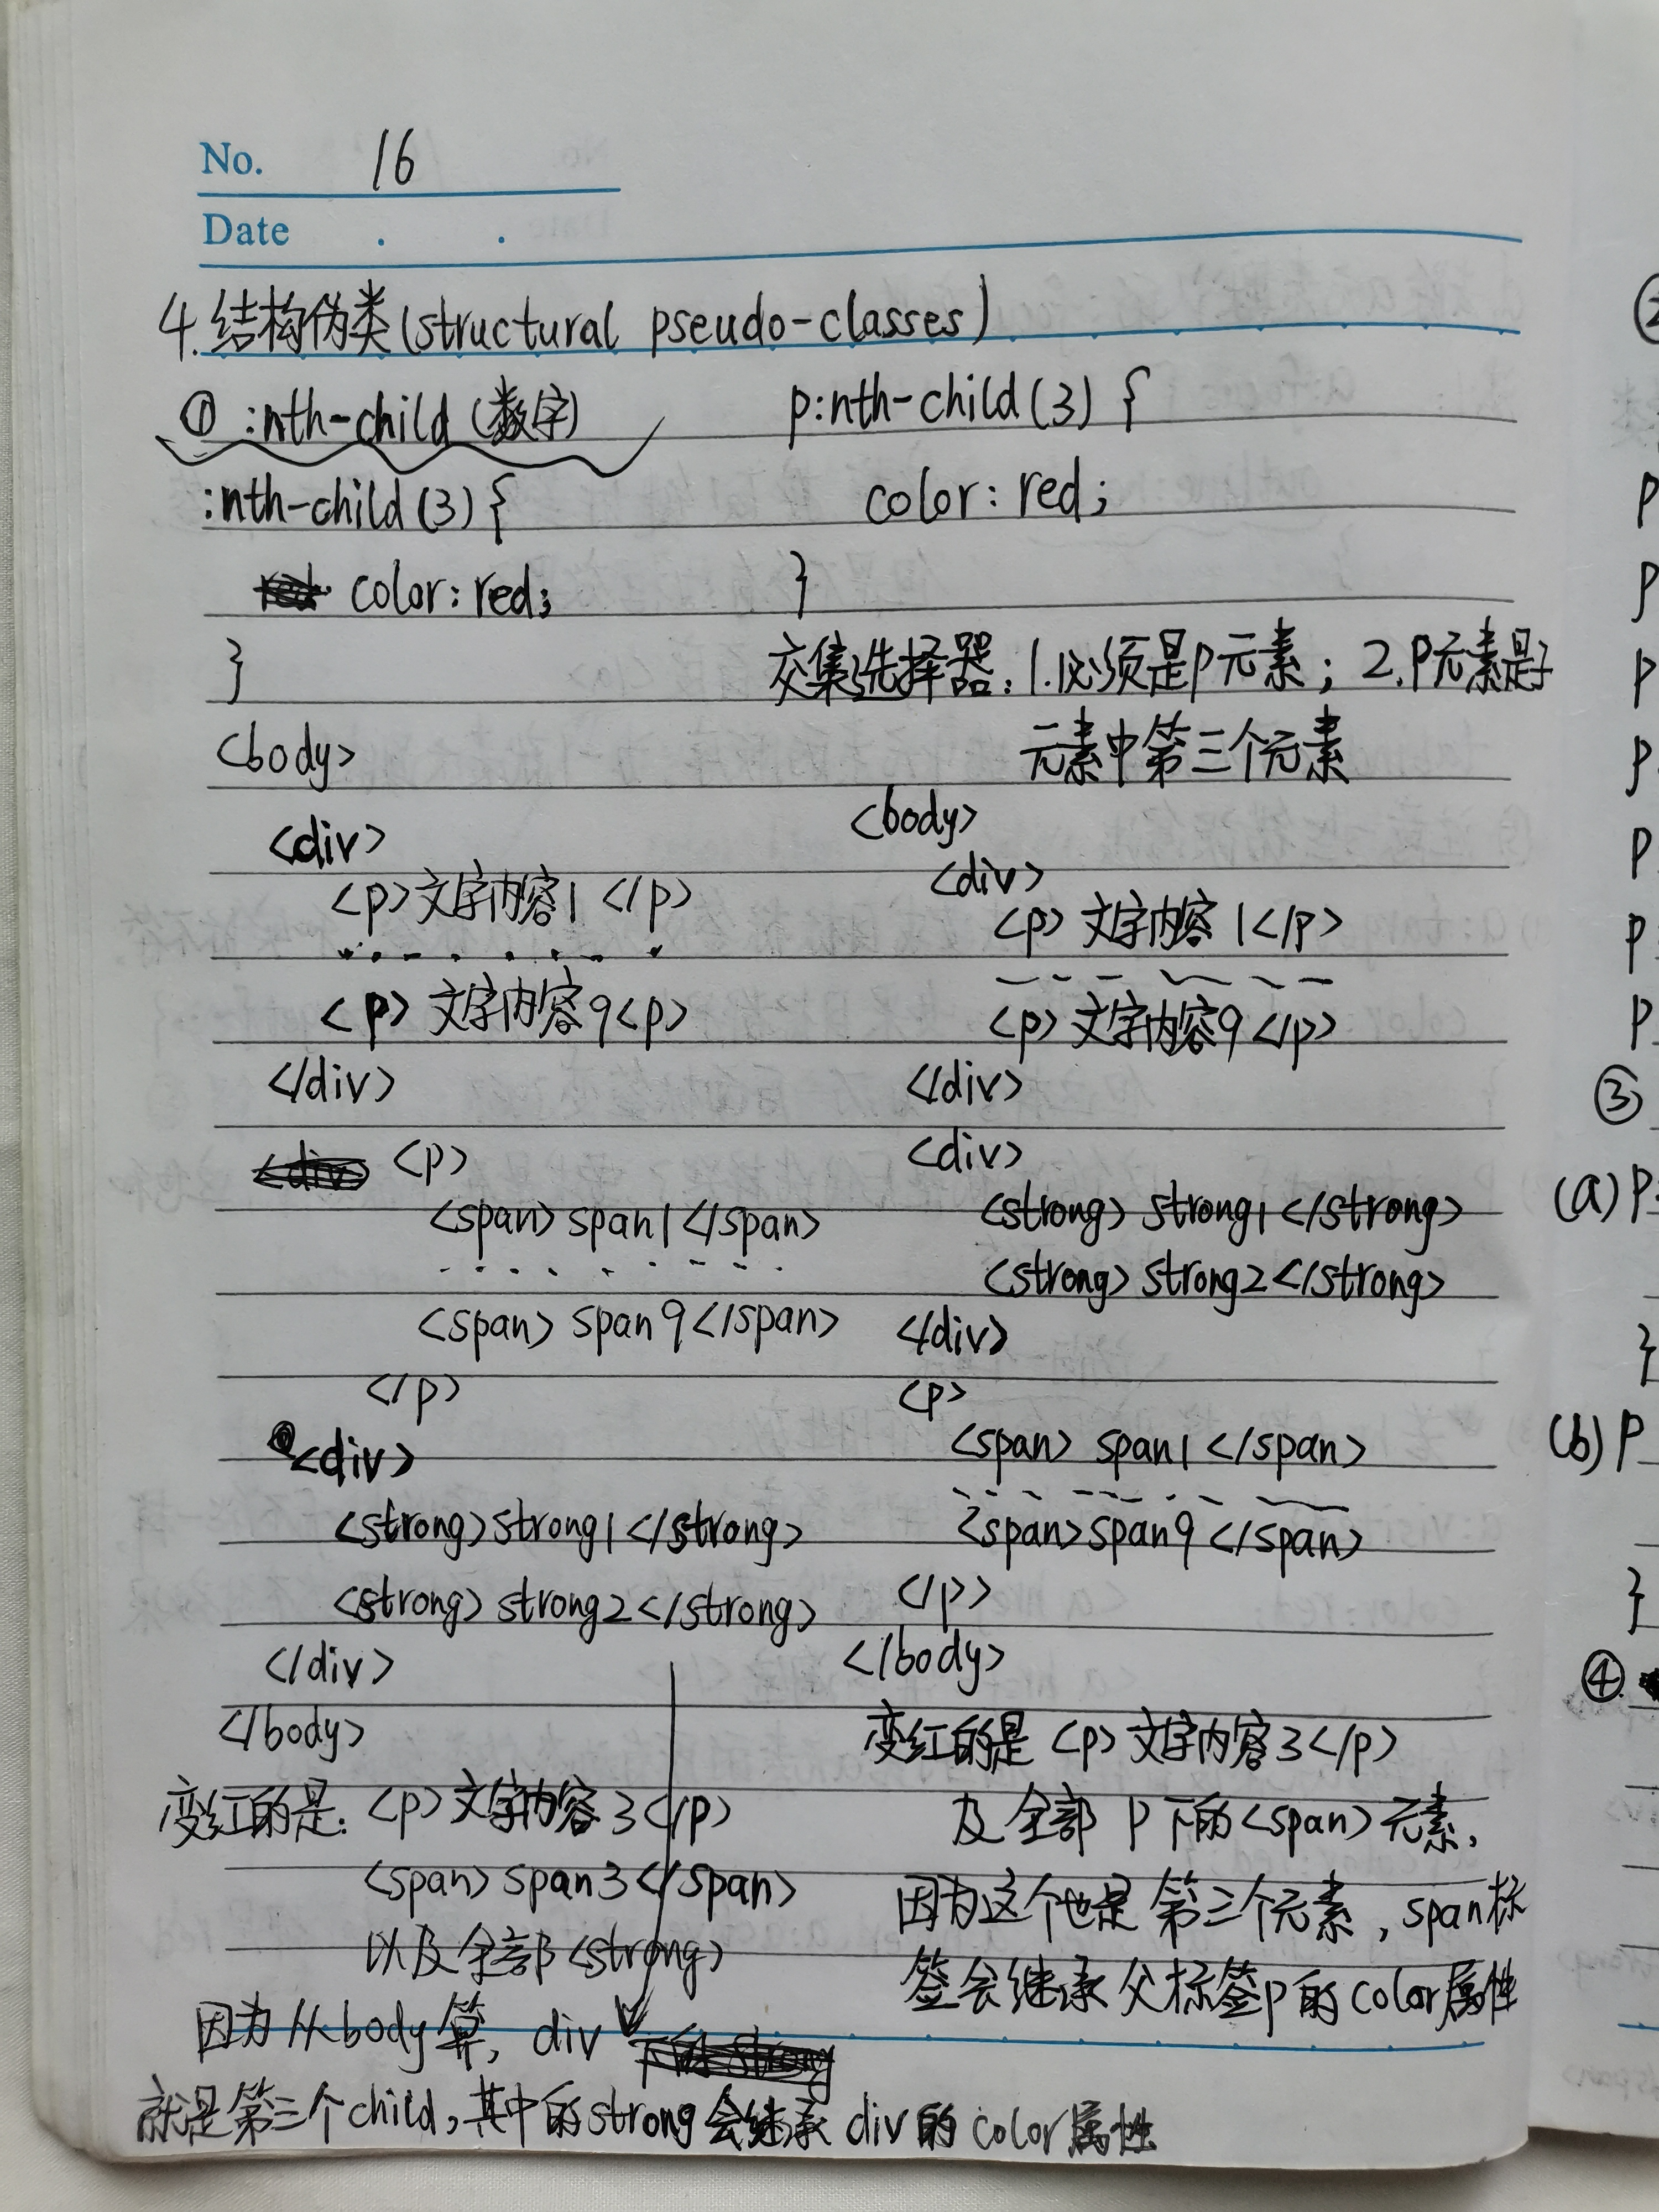 No. 16
Date . .
4.结构伪类(structural pseudo-classes)
① :nth-child(数字)
:nth-child(3){
color:red;
}
<body>
<div>
<p>文字内容1</p>
<p>文字内容9<p>
</div>
<p>
<span>span1</span>
<span>span9</span>
</p>
<div>
<strong>strong1</strong>
<strong>strong2</strong>
</div>
</body>
变红的是:<p>文字内容3</p>
<span>span3</span>
以及全部<strong>
因为从body算,div
就是第三个child,其中的strong会继承div的color属性
p:nth-child(3){
color:red;
}
交集选择器:1.必须是p元素;2.p元素是子
元素中第三个元素
<body>
<div>
<p>文字内容1</p>
<p>文字内容9</p>
</div>
<div>
<strong>strong1</strong>
<strong>strong2</strong>
</div>
<p>
<span>span1</span>
<span>span9</span>
</p>
</body>
变红的是<p>文字内容3</p>
及全部p下的<span>元素,
因为这个也是第三个元素,span标
签会继承父标签p的color属性
②
p
p
p
p
p
p
p
③
(a)p:
}
(b)p
}
④